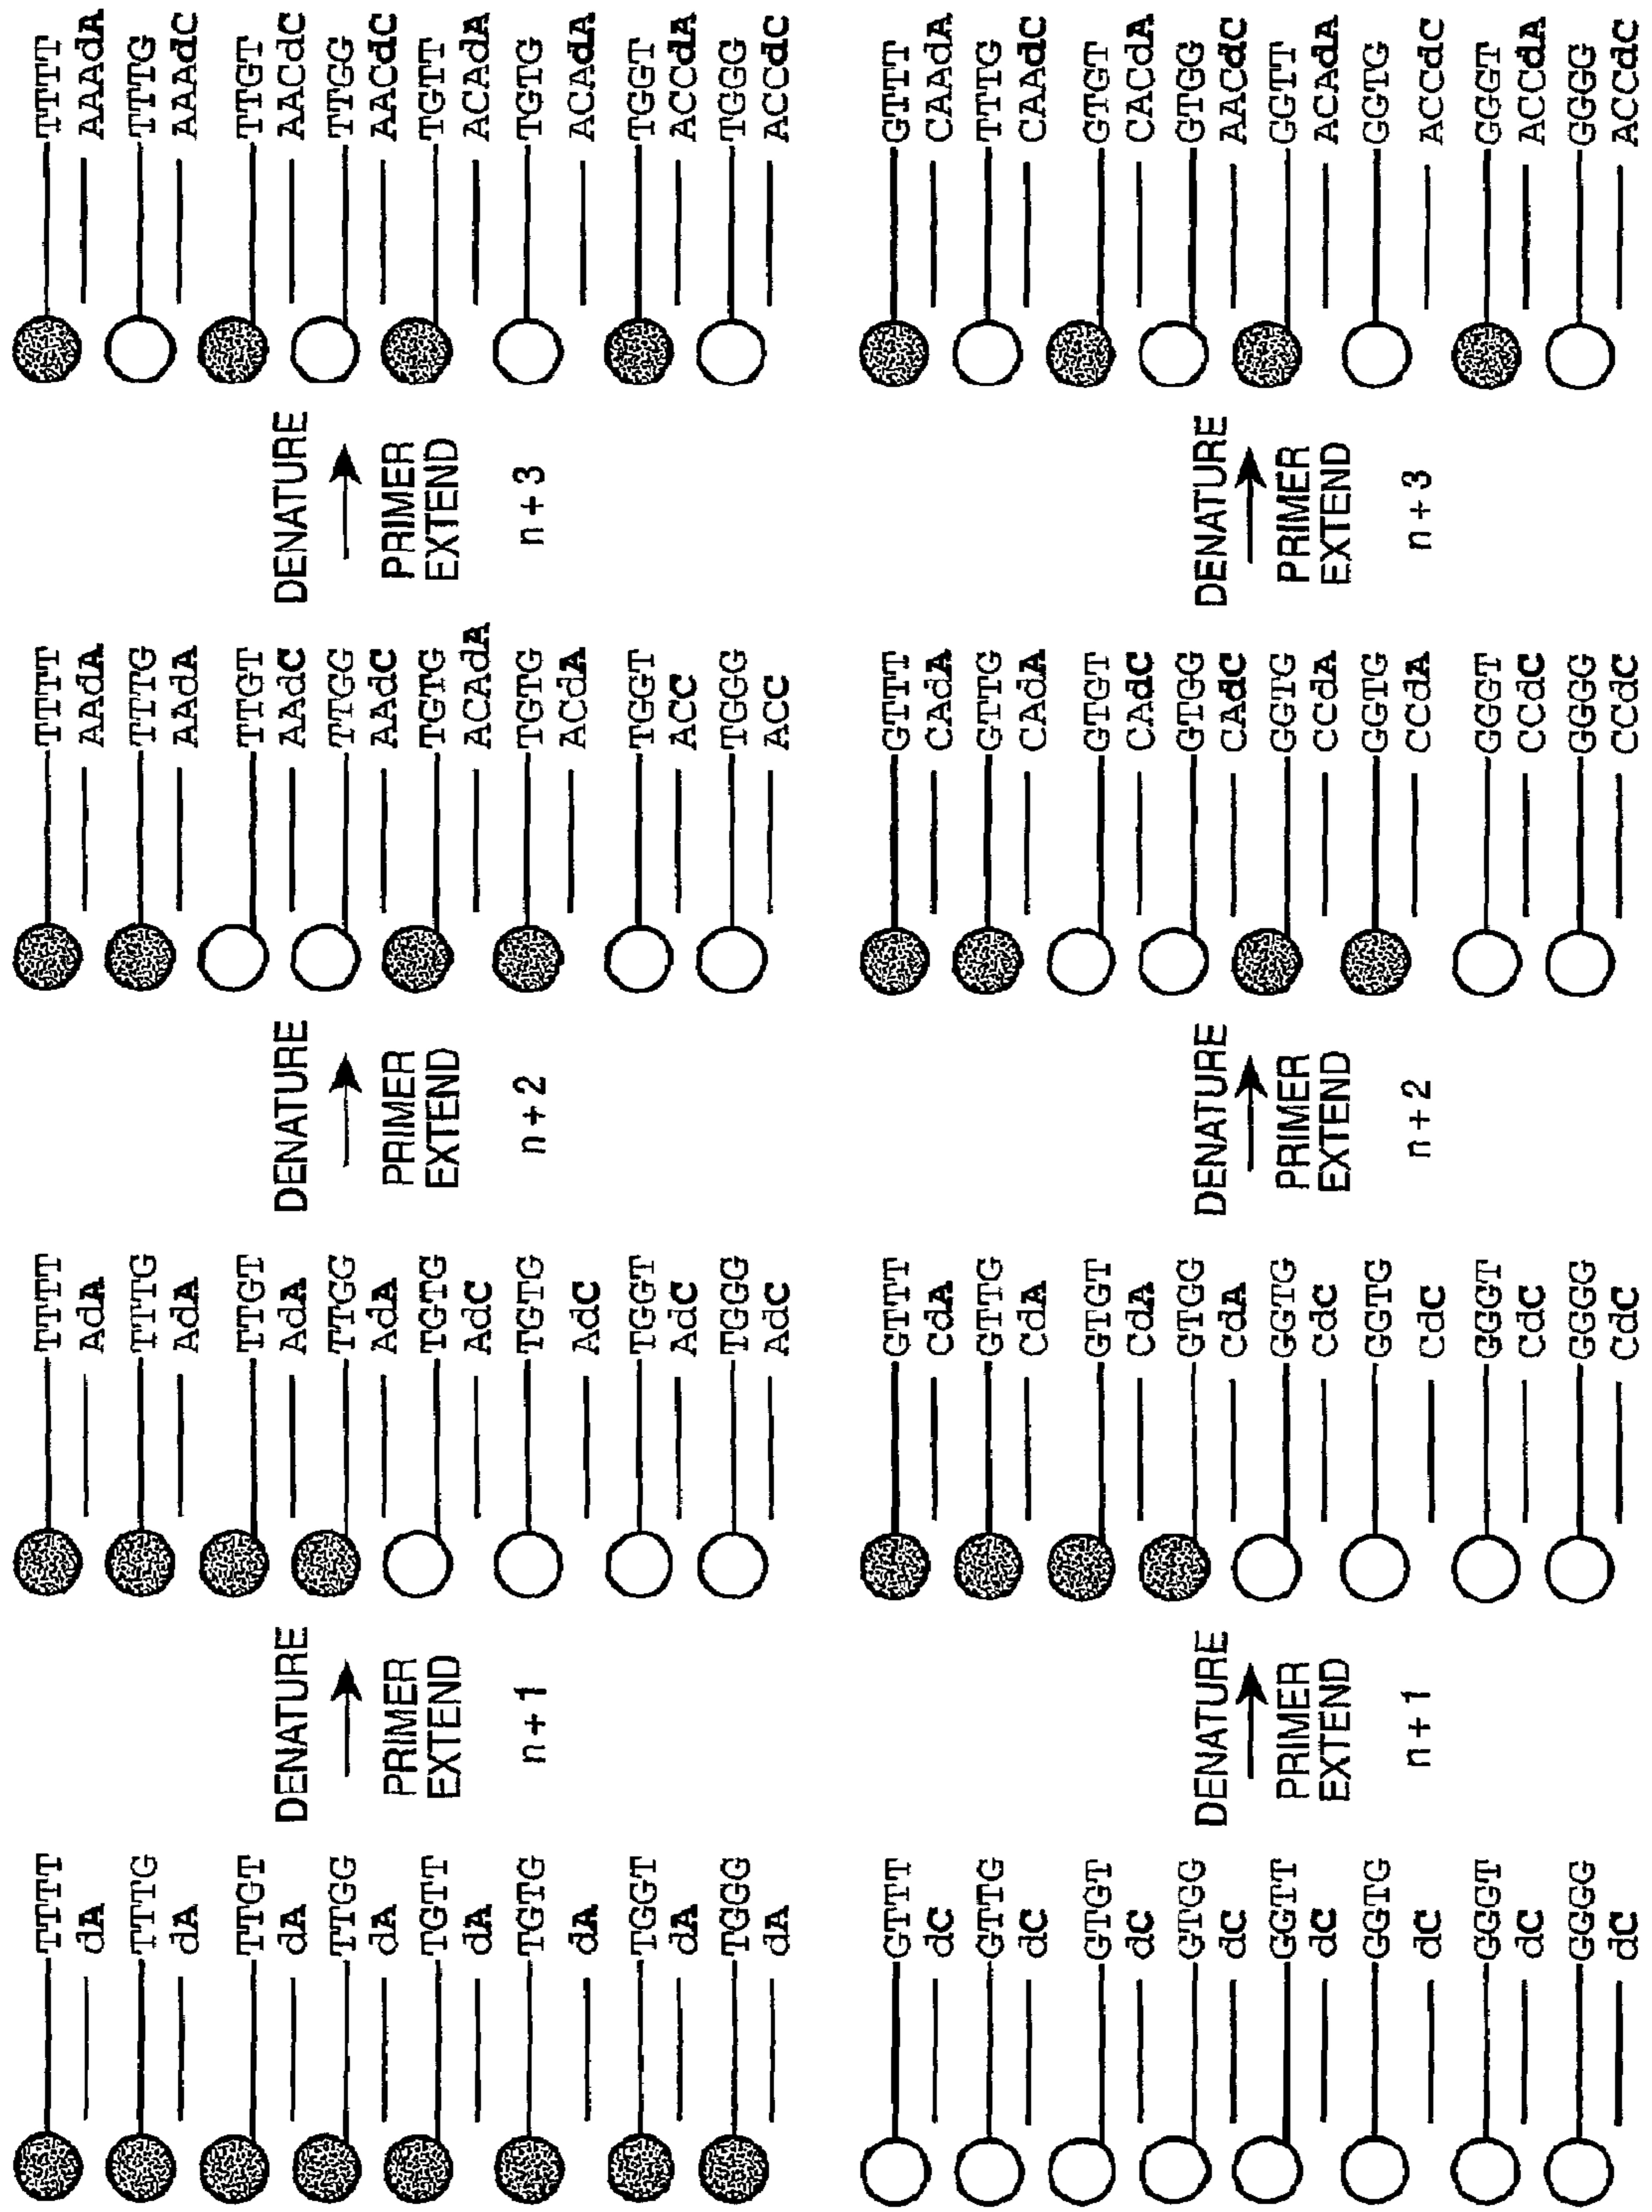 TTTT
dA
TTTG
dA
TTGT
dA
TTGG
dA
TGTT
dA
TGTG
dA
TGGT
dA
TGGG
dA
DENATURE
PRIMER
EXTEND
n+1
TTTT
AdA
TTTG
AdA
TTGT
AdA
TTGG
AdA
TGTG
AdC
TGTG
AdC
TGGT
AdC
TGGG
AdC
DENATURE
PRIMER
EXTEND
n+2
TTTT
AAdA
TTTG
AAdA
TTGT
AAdC
TTGG
AAdC
TGTG
ACAdA
TGTG
ACdA
TGGT
ACC
TGGG
ACC
DENATURE
PRIMER
EXTEND
n+3
TTTT
AAAdA
TTTG
AAAdC
TTGT
AACdC
TTGG
AACdC
TGTT
ACAdA
TGTG
ACAdA
TGGT
ACCdA
TGGG
ACCdC
GTTT
dC
GTTG
dC
GTGT
dC
GTGG
dC
GGTT
dC
GGTG
dC
GGGT
dC
GGGG
dC
DENATURE
PRIMER
EXTEND
n+1
GTTT
CdA
GTTG
CdA
GTGT
CdA
GTGG
CdA
GGTG
CdC
GGTG
CdC
GGGT
CdC
GGGG
CdC
DENATURE
PRIMER
EXTEND
n+2
GTTT
CAdA
GTTG
CAdA
GTGT
CAdC
GTGG
CAdC
GGTG
CCdA
GGTG
CCdA
GGGT
CCdC
GGGG
CCdC
DENATURE
PRIMER
EXTEND
n+3
GTTT
CAAdA
TTTG
CAAdC
GTGT
CACdA
GTGG
AACdC
GGTT
ACAdA
GGTG
ACCdC
GGGT
ACCdA
GGGG
ACCdC